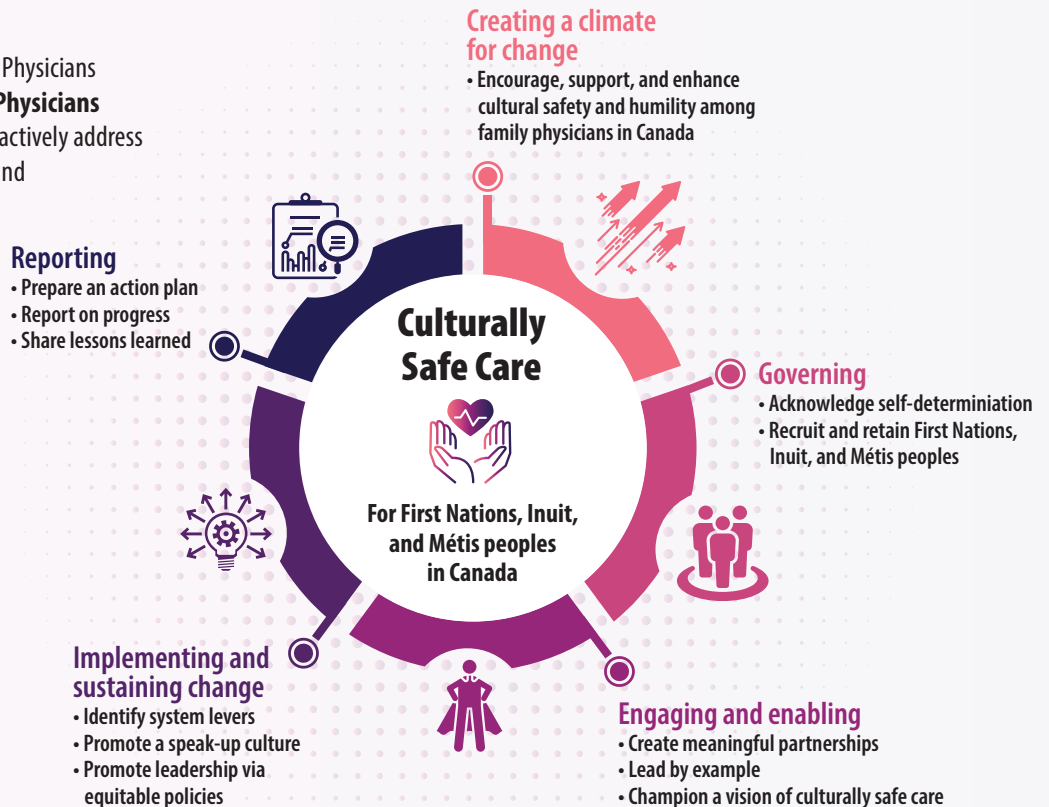 Physicians
Physicians
actively address
nd
Creating a climate
for change
• Encourage, support, and enhance
cultural safety and humility among
family physicians in Canada
Reporting
• Prepare an action plan
• Report on progress
• Share lessons learned
Culturally
Safe Care
For First Nations, Inuit,
and Métis peoples
in Canada
Governing
• Acknowledge self-determiniation
• Recruit and retain First Nations,
Inuit, and Métis peoples
Implementing and
sustaining change
• Identify system levers
• Promote a speak-up culture
• Promote leadership via
equitable policies
Engaging and enabling
• Create meaningful partnerships
• Lead by example
• Champion a vision of culturally safe care